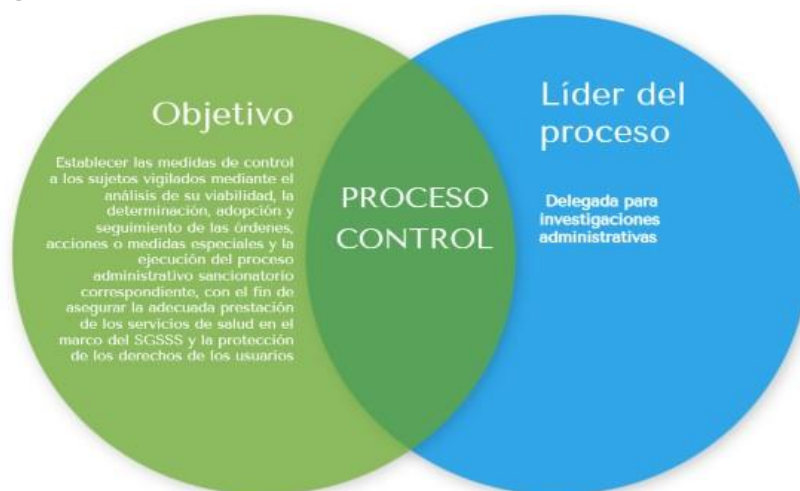 Objetivo
Establecer las medidas de control
a los sujetos vigilados mediante el
análisis de su viabilidad, la
determinación, adopción y
seguimiento de las órdenes,
acciones o medidas especiales y la
ejecución del proceso
administrativo sancionatorio
correspondiente, con el fin de
asegurar la adecuada prestación
de los servicios de salud en el
marco del SGSSS y la protección
de los derechos de los usuarios
PROCESO
CONTROL
Líder del
proceso
Delegada para
investigaciones
administrativas